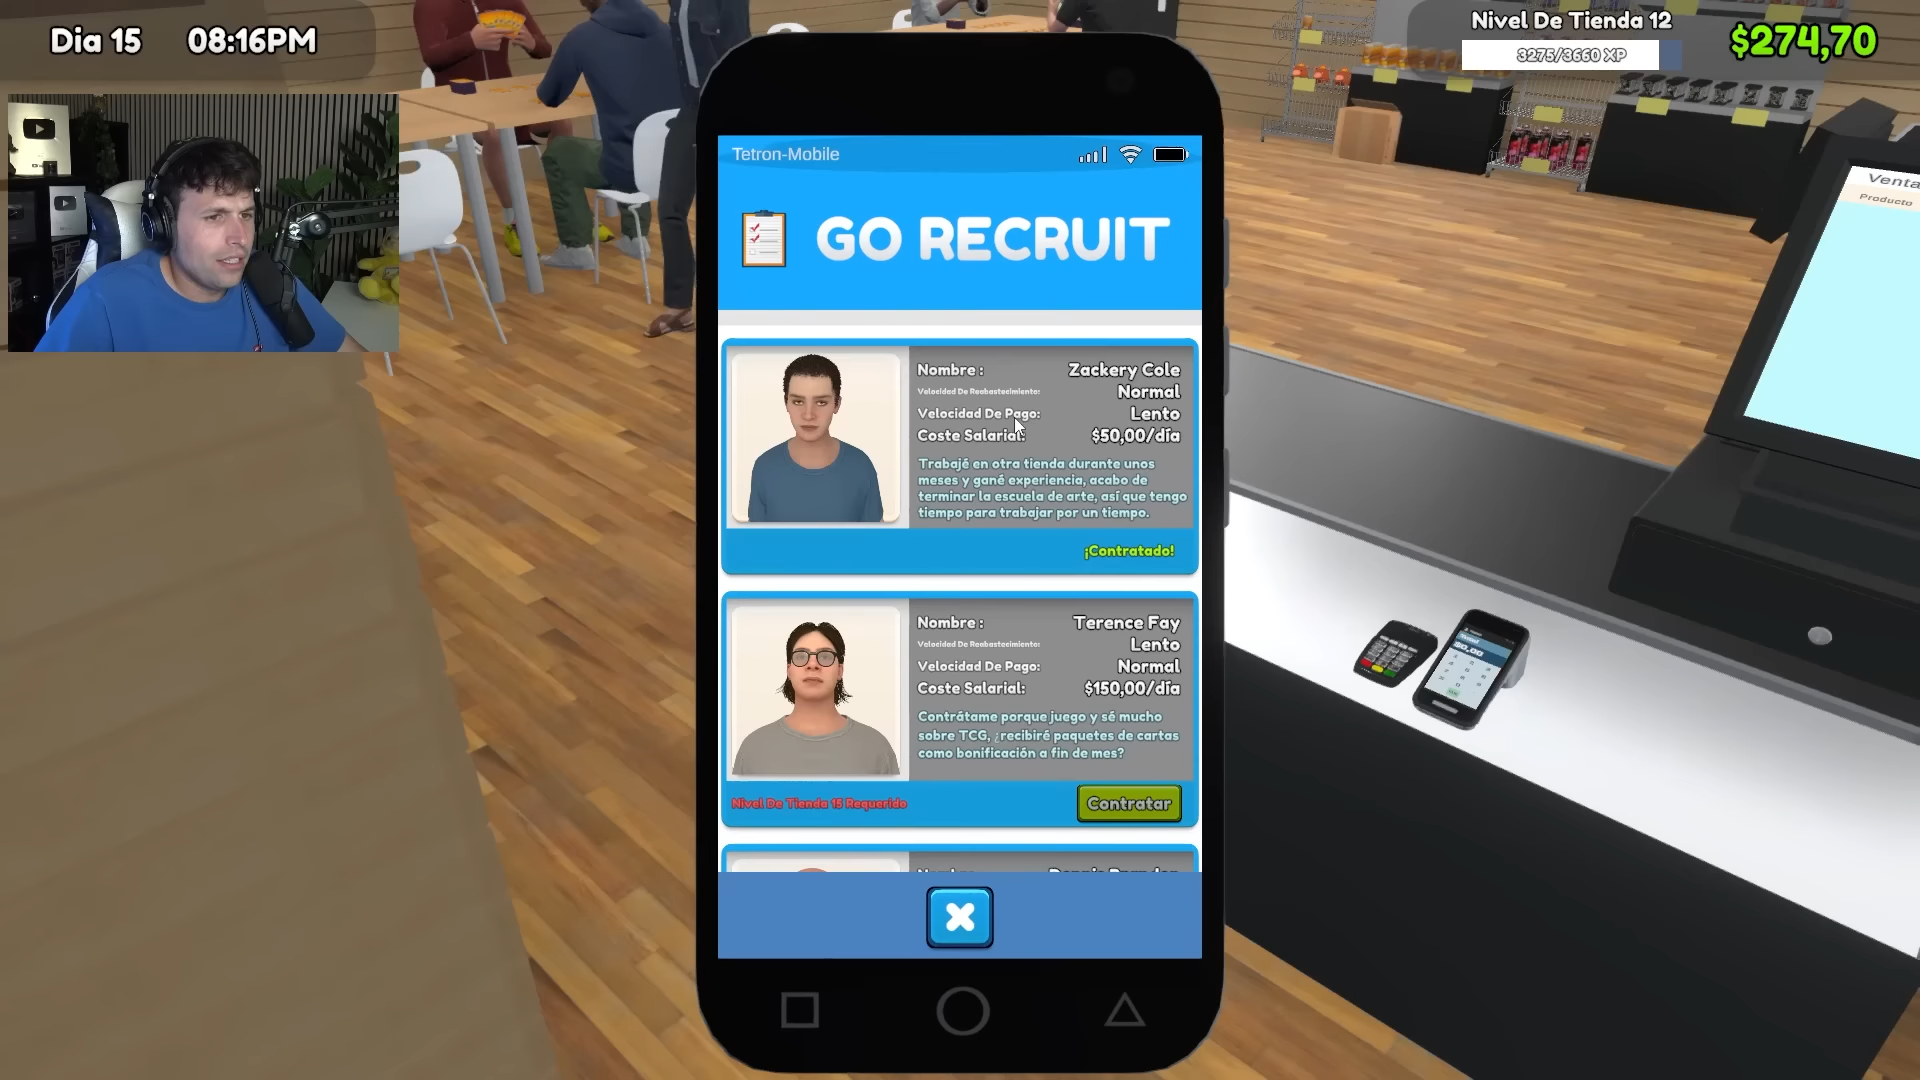 Dia 15
08:16PM
Nivel De Tienda 12
3275/3660 XP
$274,70
Tetron-Mobile
GO RECRUIT
Nombre :
Zackery Cole
Velocidad De Reabastecimiento:
Normal
Velocidad De Pago:
Lento
Coste Salarial:
$50,00/día
Trabajé en otra tienda durante unos
meses y gané experiencia, acabo de
terminar la escuela de arte, así que tengo
tiempo para trabajar por un tiempo.
¡Contratado!
Nombre :
Terence Fay
Velocidad De Reabastecimiento:
Lento
Velocidad De Pago:
Normal
Coste Salarial:
$150,00/día
Contrátame porque juego y sé mucho
sobre TCG, ¿recibiré paquetes de cartas
como bonificación a fin de mes?
Nivel De Tienda 15 Requerido
Contratar
Venta
Producto
$0,00